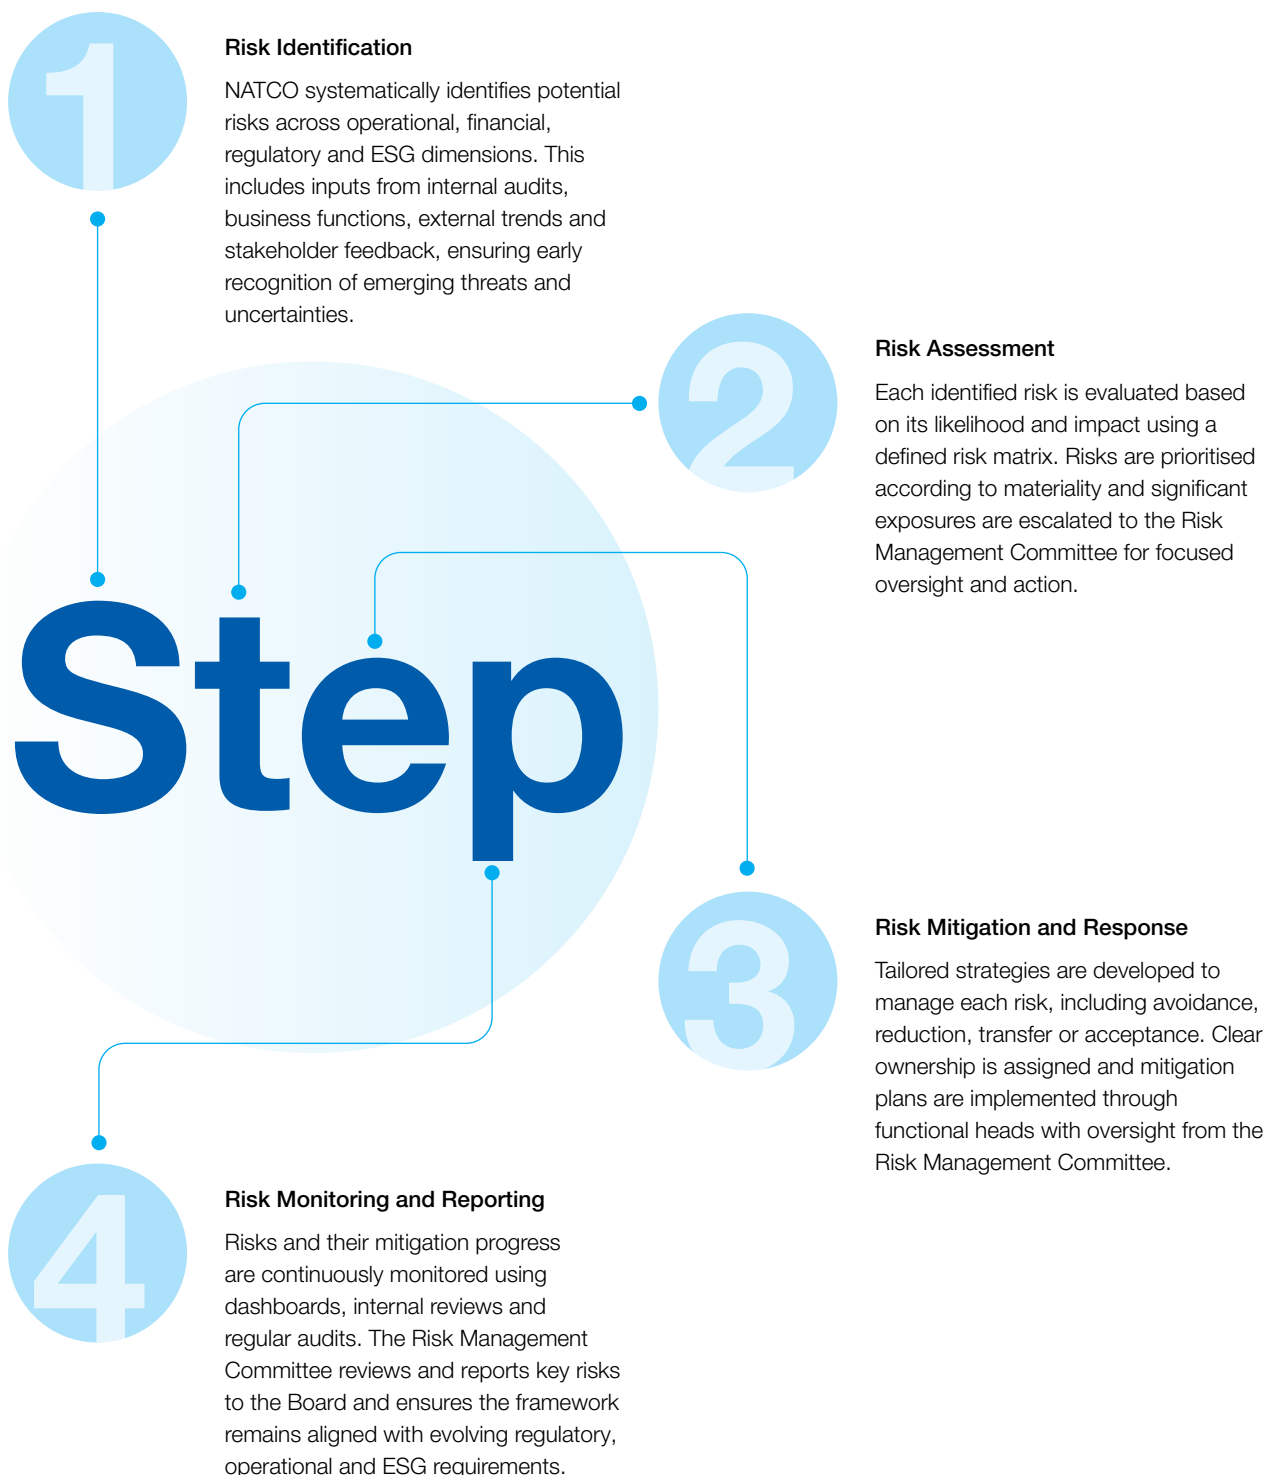 1
Risk Identification
NATCO systematically identifies potential
risks across operational, financial,
regulatory and ESG dimensions. This
includes inputs from internal audits,
business functions, external trends and
stakeholder feedback, ensuring early
recognition of emerging threats and
uncertainties.
2
Risk Assessment
Each identified risk is evaluated based
on its likelihood and impact using a
defined risk matrix. Risks are prioritised
according to materiality and significant
exposures are escalated to the Risk
Management Committee for focused
oversight and action.
Step
3
Risk Mitigation and Response
Tailored strategies are developed to
manage each risk, including avoidance,
reduction, transfer or acceptance. Clear
ownership is assigned and mitigation
plans are implemented through
functional heads with oversight from the
Risk Management Committee.
4
Risk Monitoring and Reporting
Risks and their mitigation progress
are continuously monitored using
dashboards, internal reviews and
regular audits. The Risk Management
Committee reviews and reports key risks
to the Board and ensures the framework
remains aligned with evolving regulatory,
operational and ESG requirements.